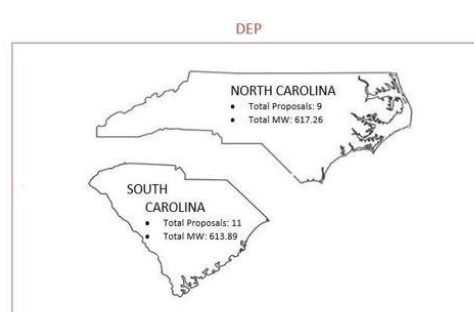 DEP
NORTH CAROLINA
• Total Proposals: 9
• Total MW: 617.26
SOUTH
CAROLINA
• Total Proposals: 11
• Total MW: 613.89